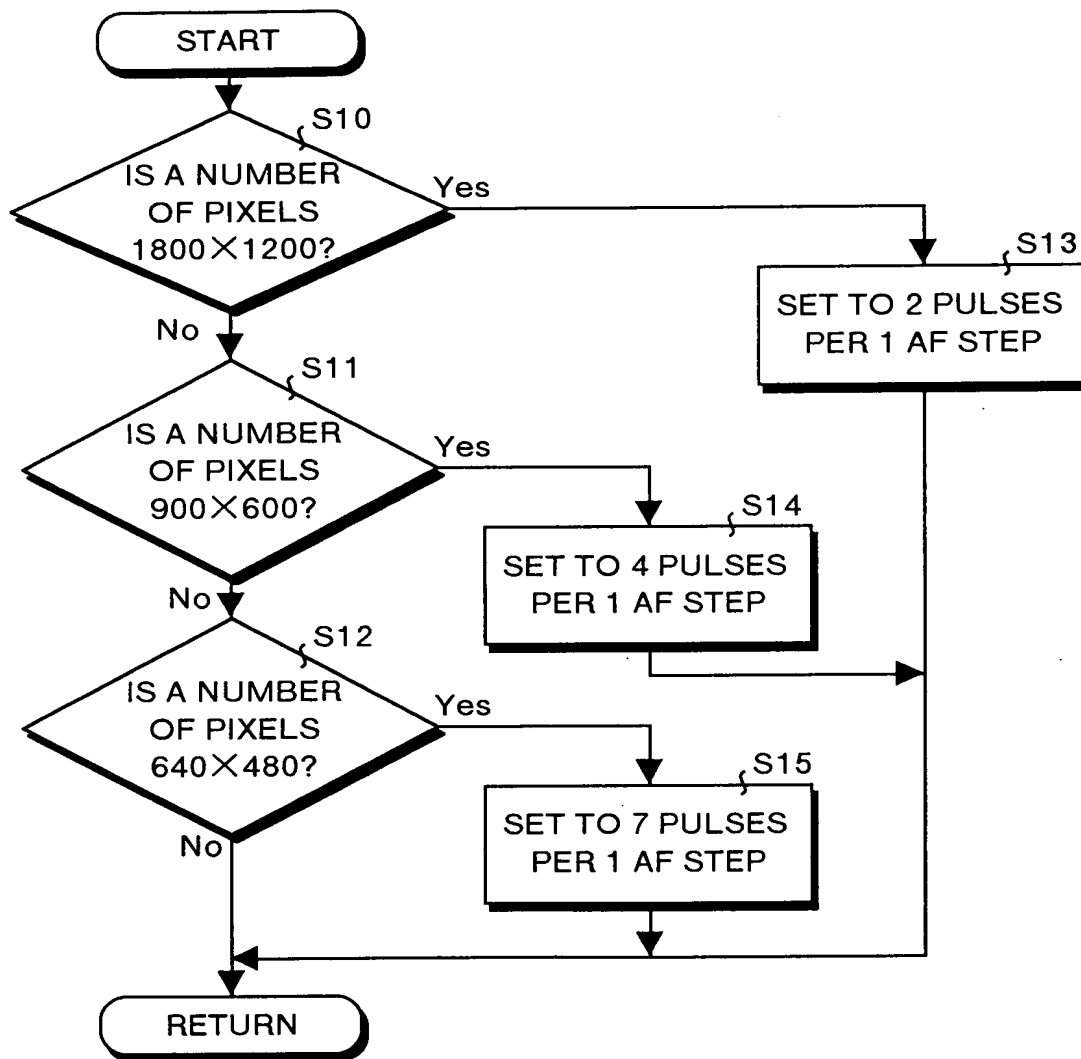 START
S10
IS A NUMBER
OF PIXELS
1800×1200?
Yes
No
S13
SET TO 2 PULSES
PER 1 AF STEP
S11
IS A NUMBER
OF PIXELS
900×600?
Yes
No
S14
SET TO 4 PULSES
PER 1 AF STEP
S12
IS A NUMBER
OF PIXELS
640×480?
Yes
No
S15
SET TO 7 PULSES
PER 1 AF STEP
RETURN